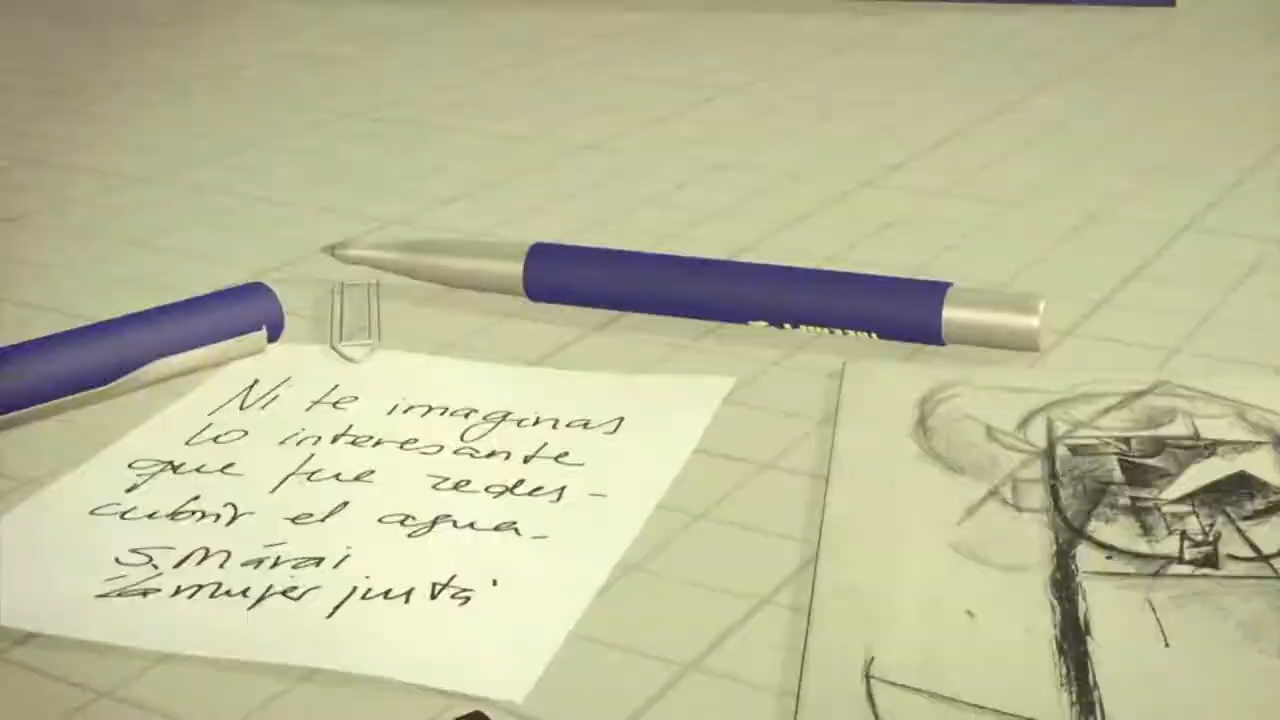 Ni te imaginas
lo interesante
que fue redes-
cubrir el agua.
S. Márai
"La mujer justa"